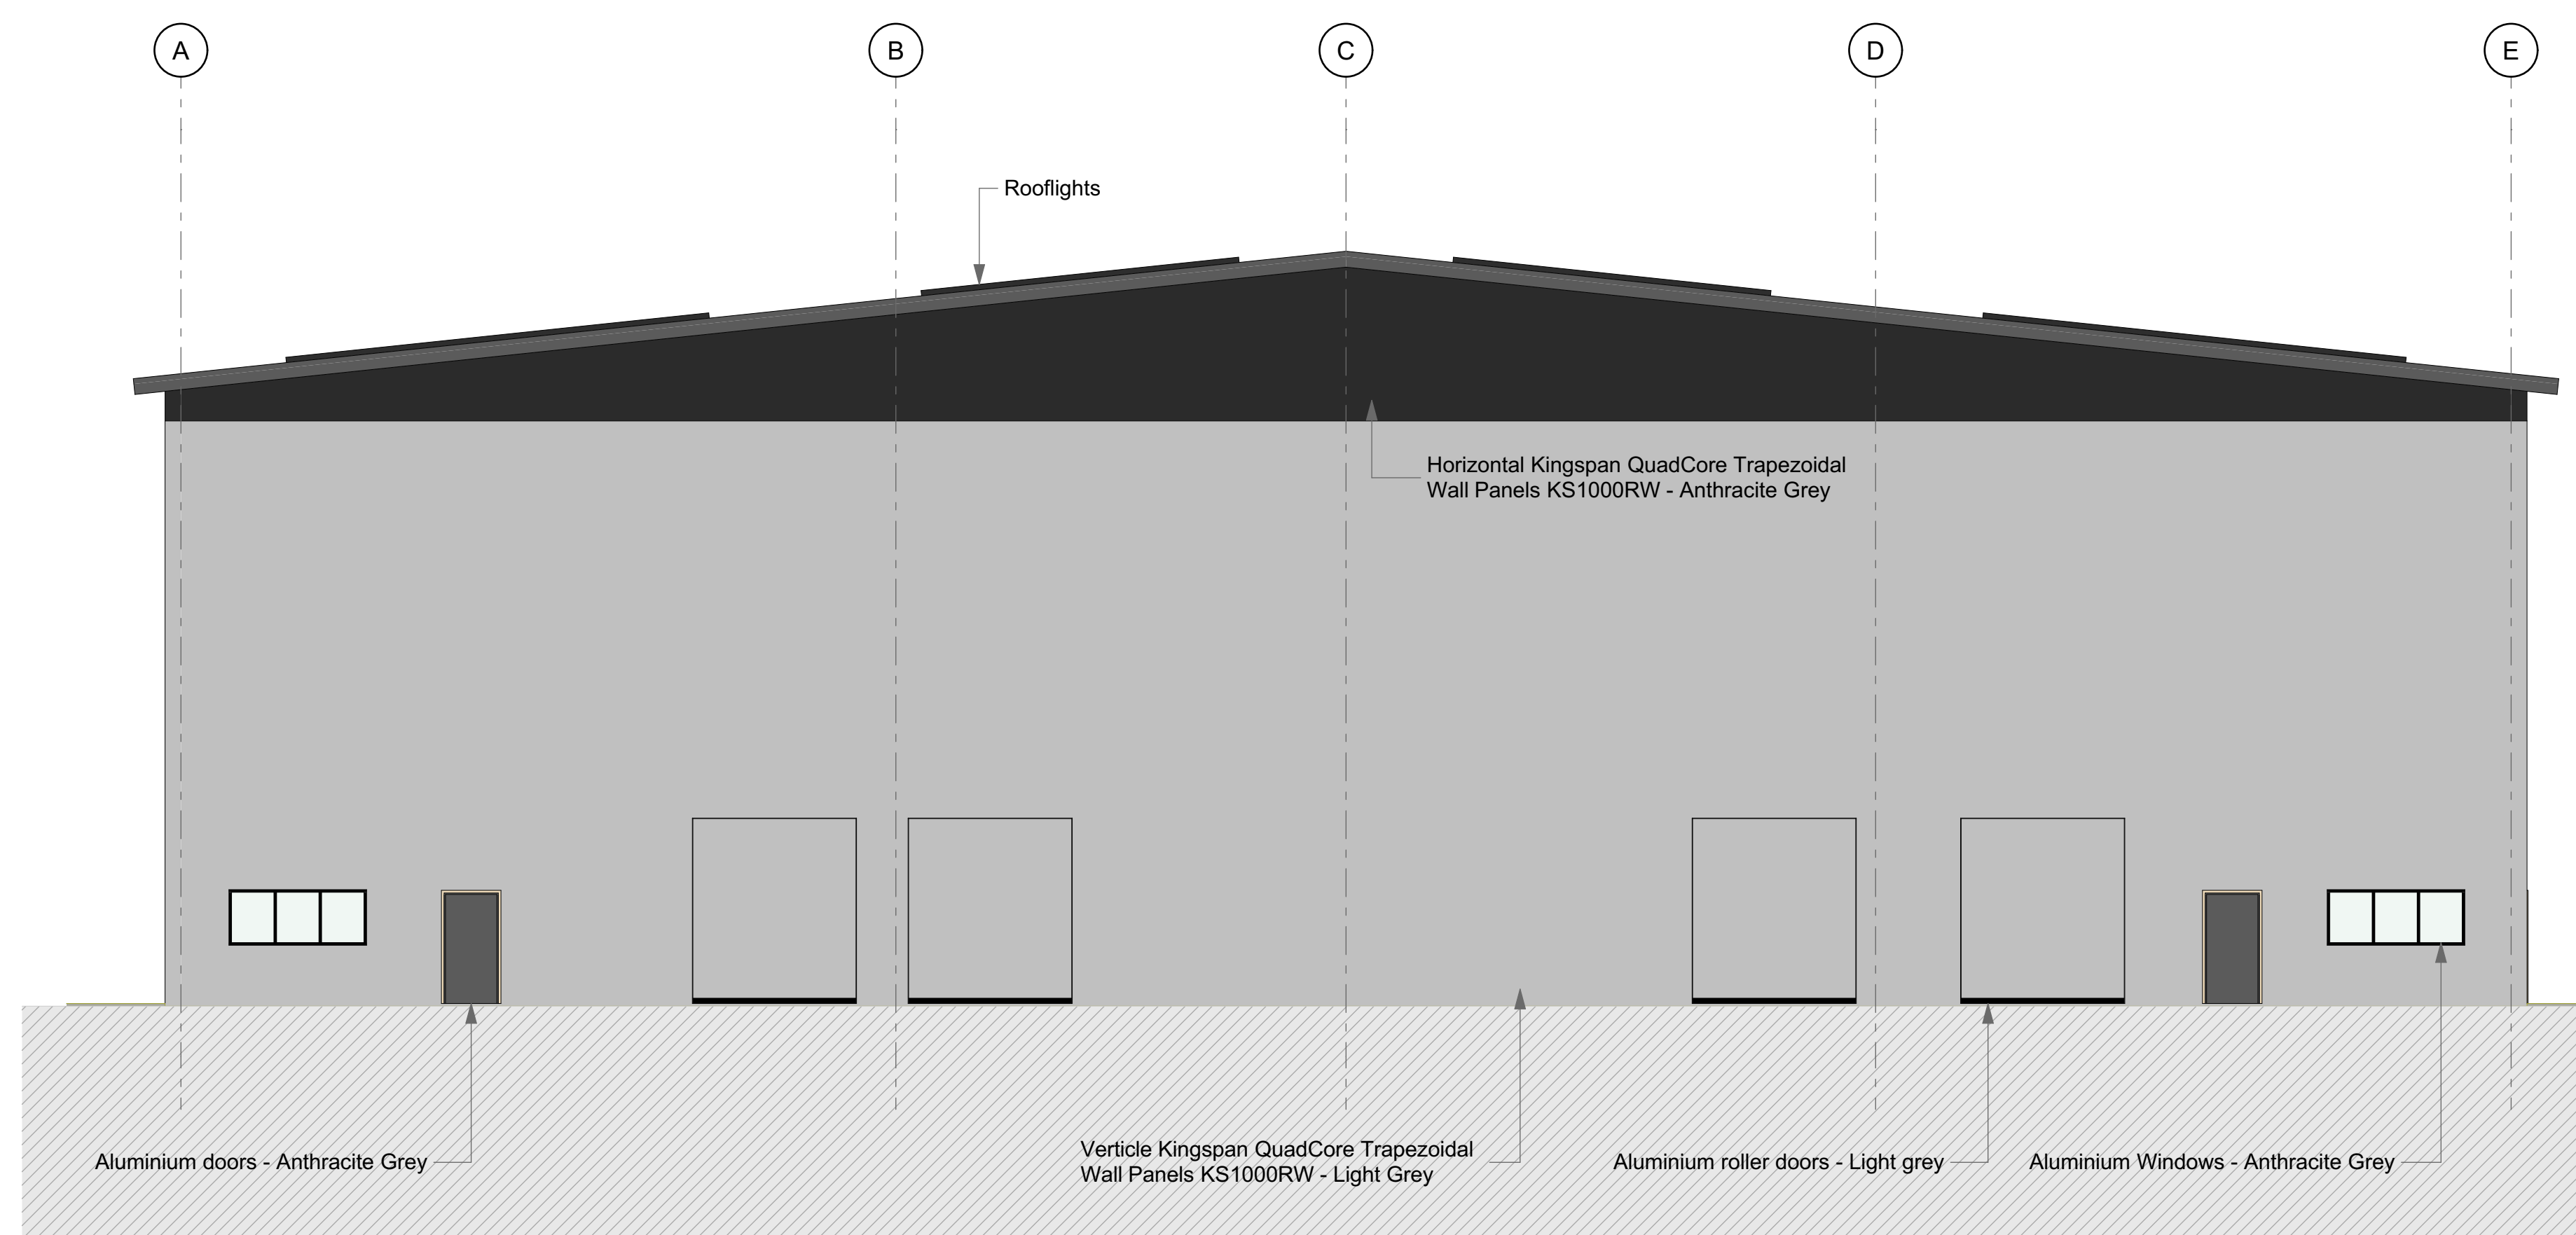 A
B
C
D
E
Rooflights
Horizontal Kingspan QuadCore Trapezoidal
Wall Panels KS1000RW - Anthracite Grey
Aluminium doors - Anthracite Grey
Verticle Kingspan QuadCore Trapezoidal
Wall Panels KS1000RW - Light Grey
Aluminium roller doors - Light grey
Aluminium Windows - Anthracite Grey